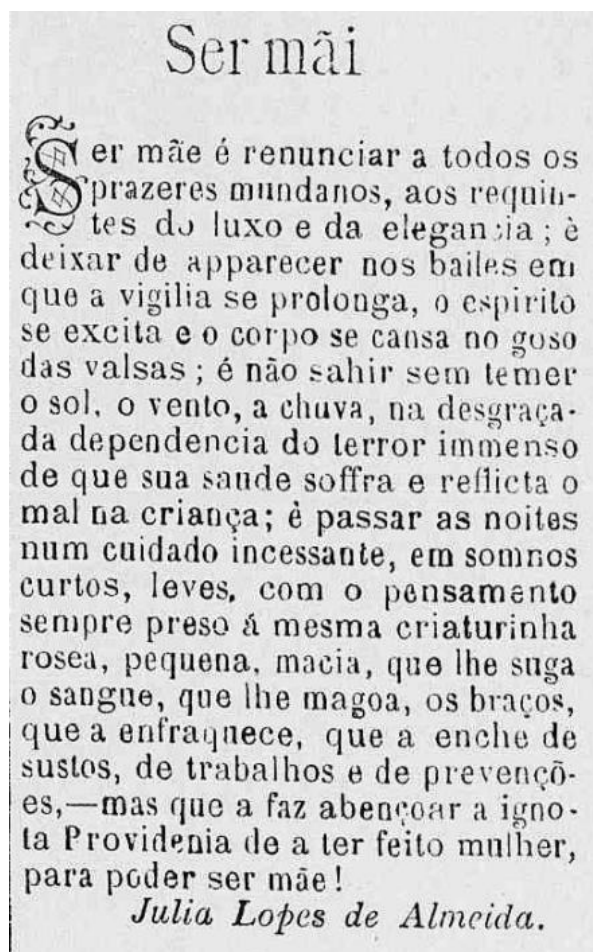 Ser mãi
Ser mãe é renunciar a todos os
prazeres mundanos, aos requin-
tes do luxo e da elegancia ; è
deixar de apparecer nos bailes em
que a vigilia se prolonga, o espirito
se excita e o corpo se cansa no goso
das valsas ; é não sahir sem temer
o sol, o vento, a chuva, na desgraça-
da dependencia do terror immenso
de que sua saude soffra e reflicta o
mal na criança; è passar as noites
num cuidado incessante, em somnos
curtos, leves, com o pensamento
sempre preso á mesma criaturinha
rosea, pequena, macia, que lhe suga
o sangue, que lhe magoa, os braços,
que a enfraquece, que a enche de
sustos, de trabalhos e de prevençõ-
es,—mas que a faz abençoar a igno-
ta Providenia de a ter feito mulher,
para poder ser mãe !
Julia Lopes de Almeida.